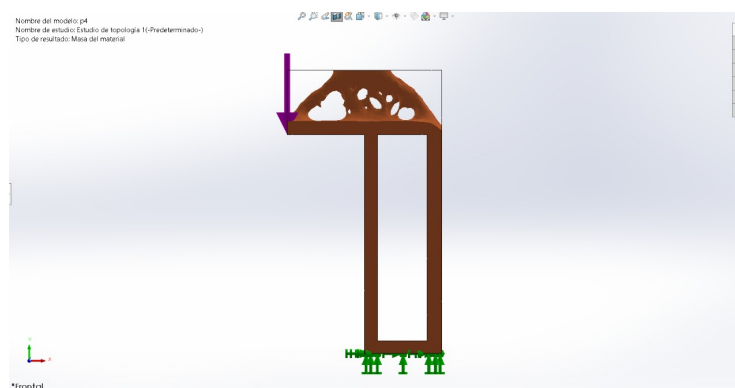 Nombre del modelo: p4
Nombre de estudio: Estudio de topología 1(-Predeterminado-)
Tipo de resultado: Masa del material
*Frontal